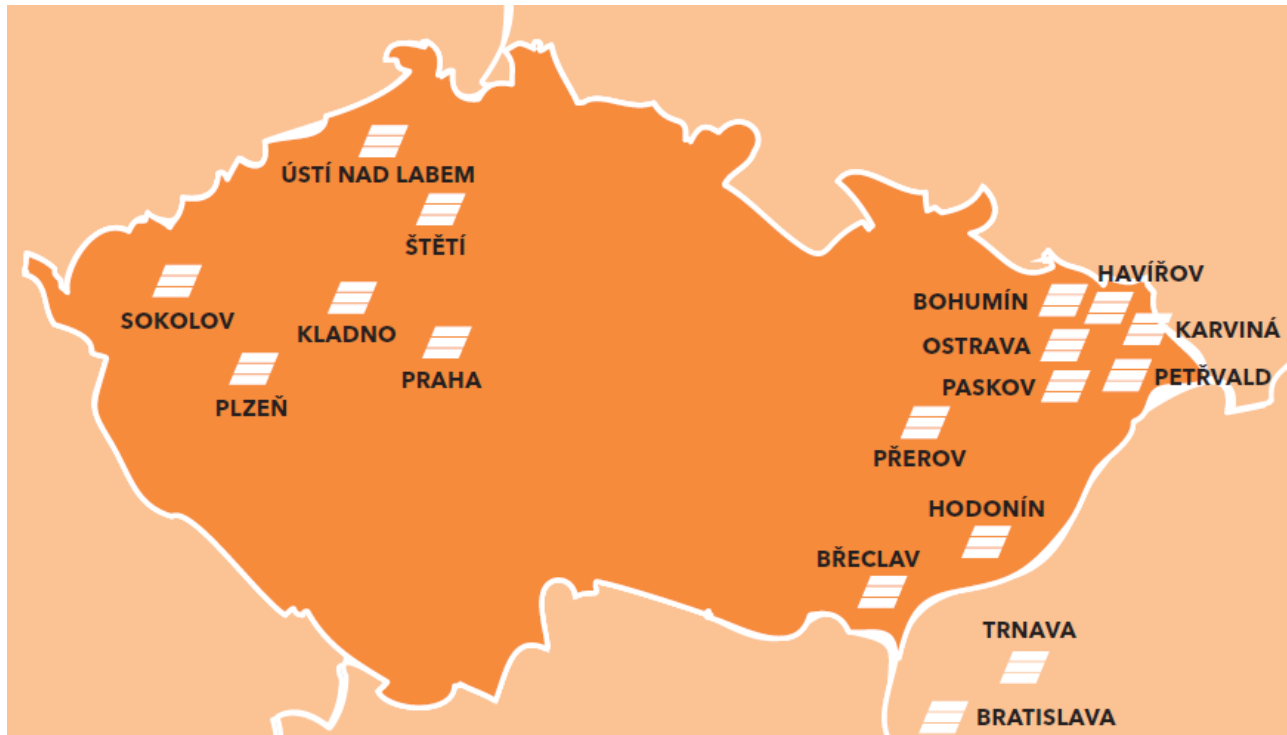 ÚSTÍ NAD LABEM
ŠTĚTÍ
HAVÍŘOV
BOHUMÍN
SOKOLOV
KLADNO
KARVINÁ
OSTRAVA
PRAHA
PETŘVALD
PASKOV
PLZEŇ
PŘEROV
HODONÍN
BŘECLAV
TRNAVA
BRATISLAVA